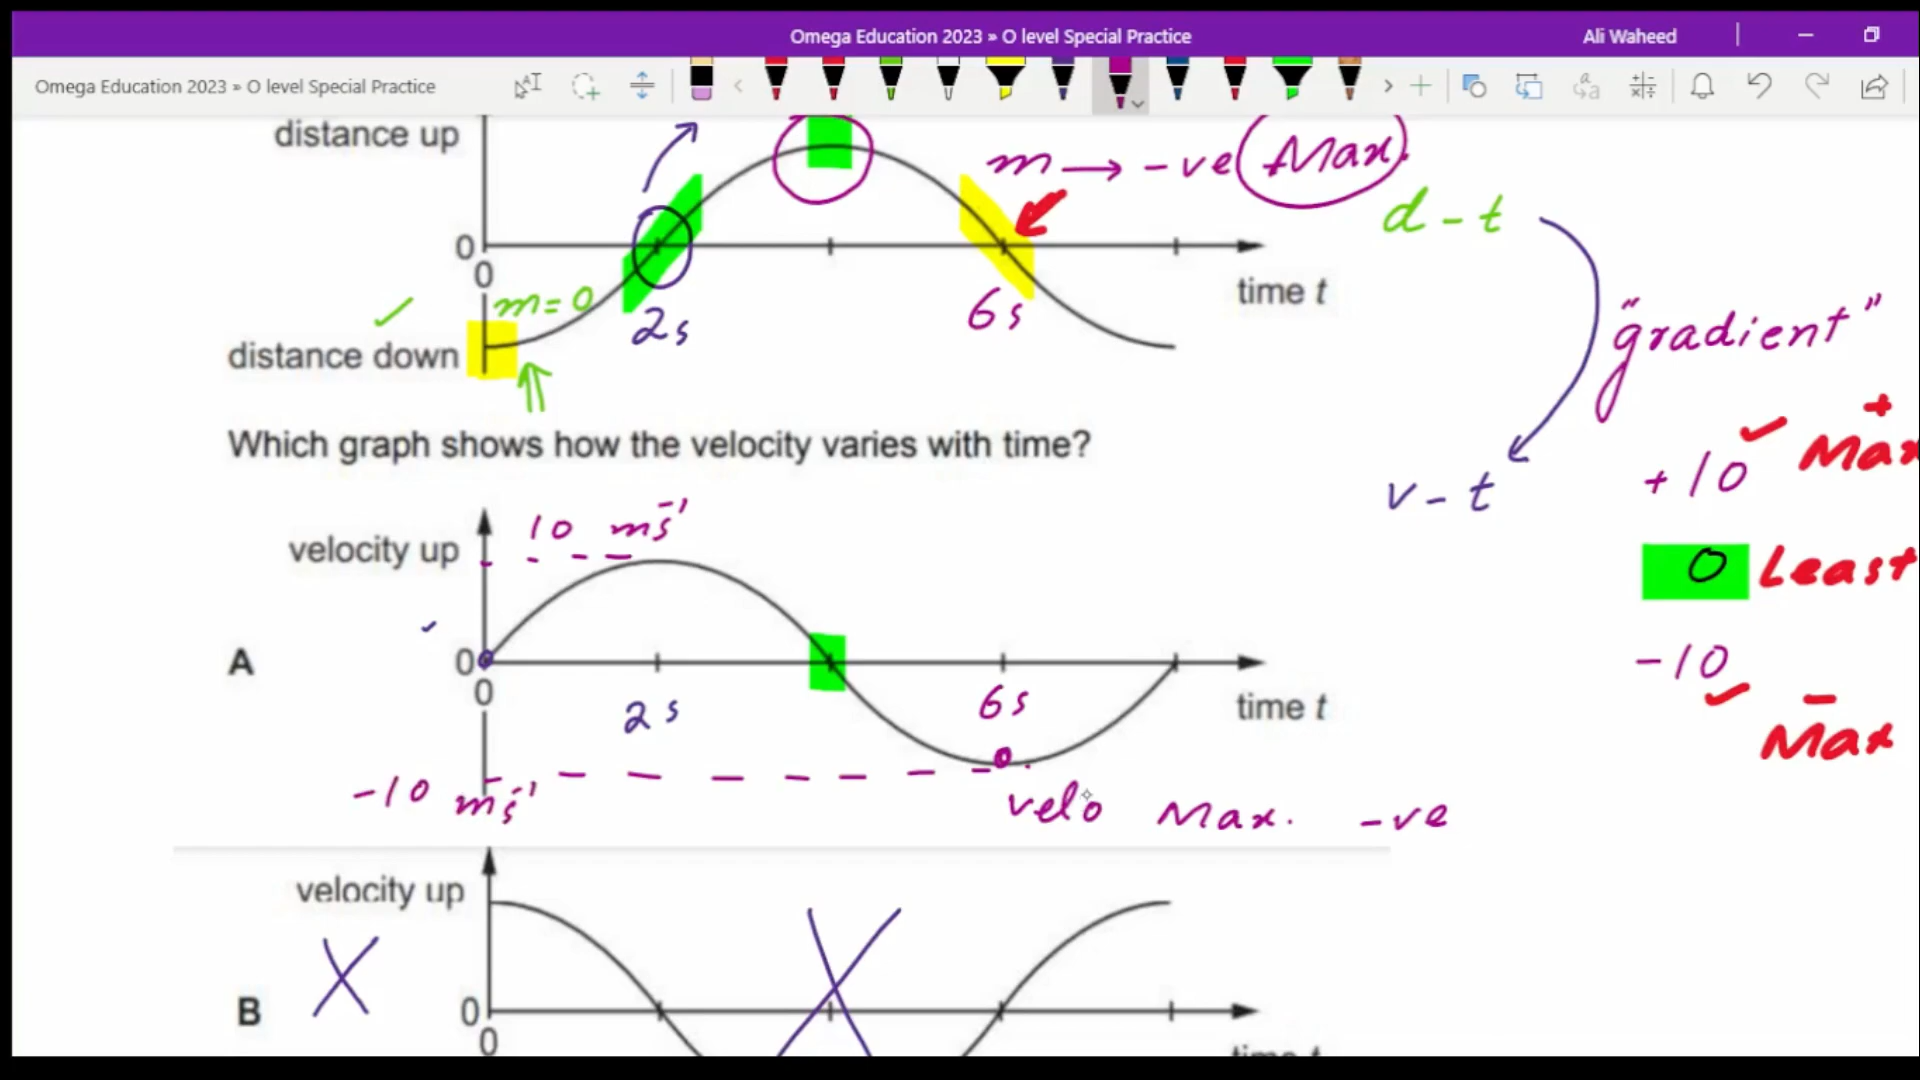 Omega Education 2023 » O level Special Practice
Ali Waheed
Omega Education 2023 » O level Special Practice
distance up
m → -ve Max.
d - t
0
0
time t
m = 0
2s
6s
"gradient"
distance down
Which graph shows how the velocity varies with time?
+
Max
+10
v - t
10 ms⁻¹
velocity up
0 Least
A
0
0
2s
6s
time t
-10
-
Max
-10 ms⁻¹
velo Max. -ve
velocity up
B
0
0